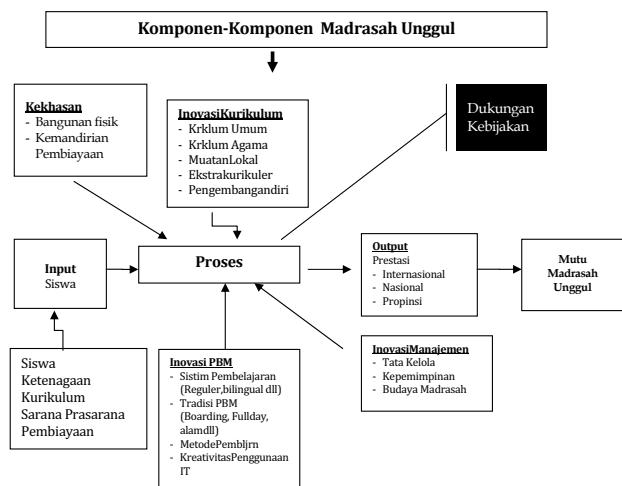 Komponen-Komponen Madrasah Unggul
Kekhasan
- Bangunan fisik
- Kemandirian
Pembiayaan
InovasiKurikulum
- Krklum Umum
- Krklum Agama
- MuatanLokal
- Ekstrakurikuler
- Pengembangandiri
Dukungan
Kebijakan
Input
Siswa
Proses
Output
Prestasi
- Internasional
- Nasional
- Propinsi
Mutu
Madrasah
Unggul
Siswa
Ketenagaan
Kurikulum
Sarana Prasarana
Pembiayaan
Inovasi PBM
- Sistim Pembelajaran
(Reguler,bilingual dll)
- Tradisi PBM
(Boarding, Fullday,
alamdll)
- MetodePembljrn
- KreativitasPenggunaan
IT
InovasiManajemen
- Tata Kelola
- Kepemimpinan
- Budaya Madrasah